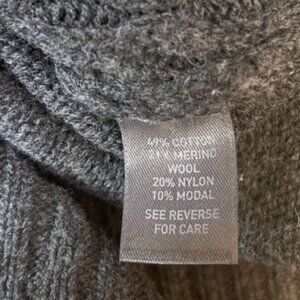 49% COTTON
21% MERINO
WOOL
20% NYLON
10% MODAL
SEE REVERSE
FOR CARE